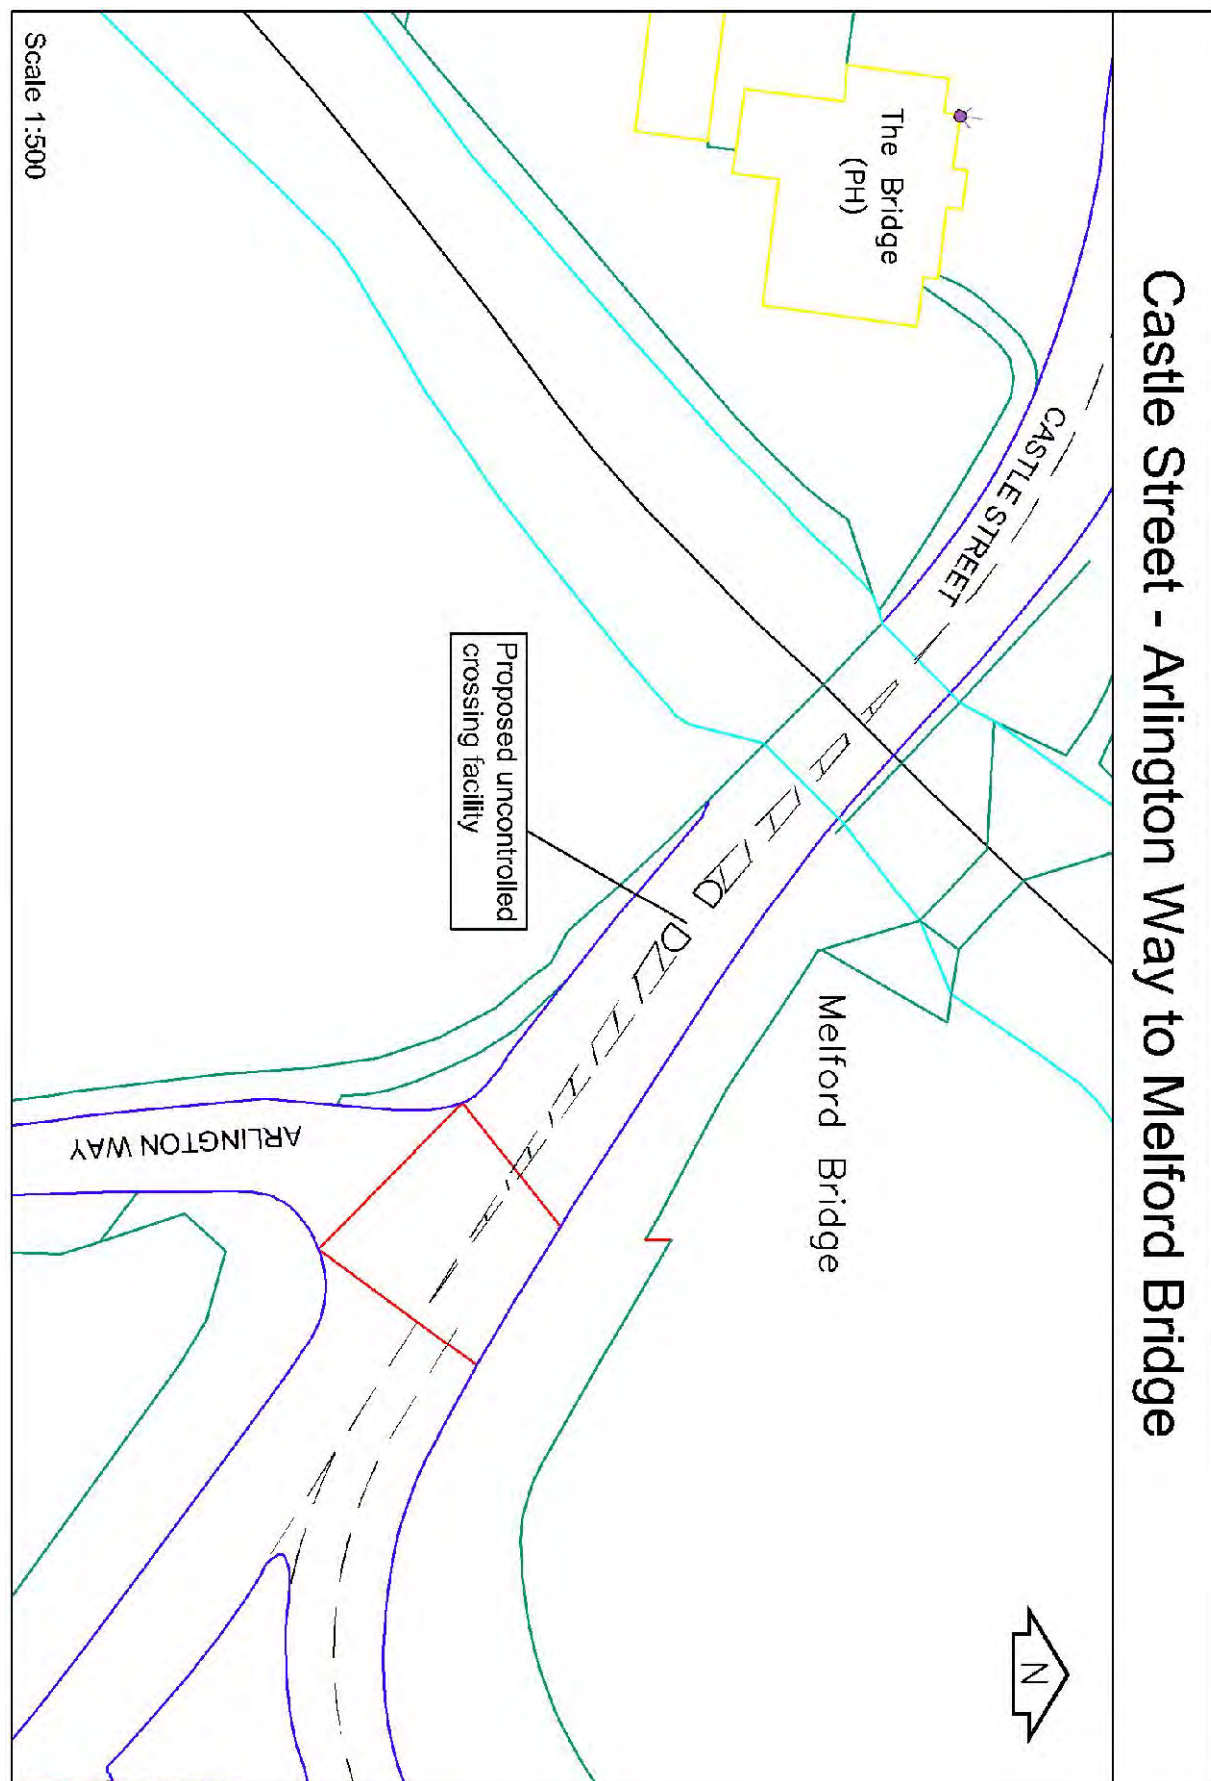 Castle Street - Arlington Way to Melford Bridge
The Bridge
(PH)
CASTLE STREET
Proposed uncontrolled
crossing facility
Melford Bridge
ARLINGTON WAY
N
Scale 1:500